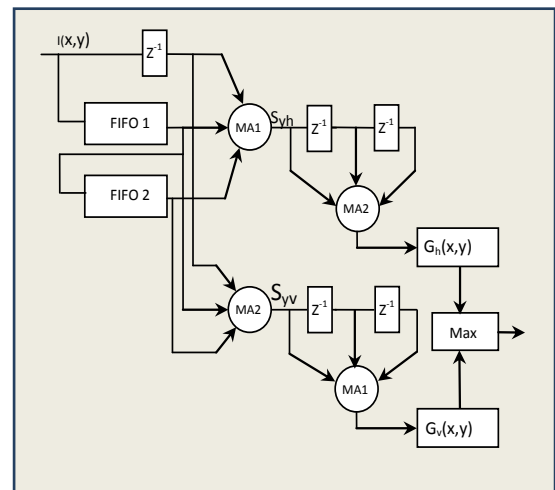 I(x,y)
Z-1
FIFO 1
MA1
Syh
Z-1
Z-1
FIFO 2
MA2
Gh(x,y)
MA2
Syv
Z-1
Z-1
Max
MA1
Gv(x,y)